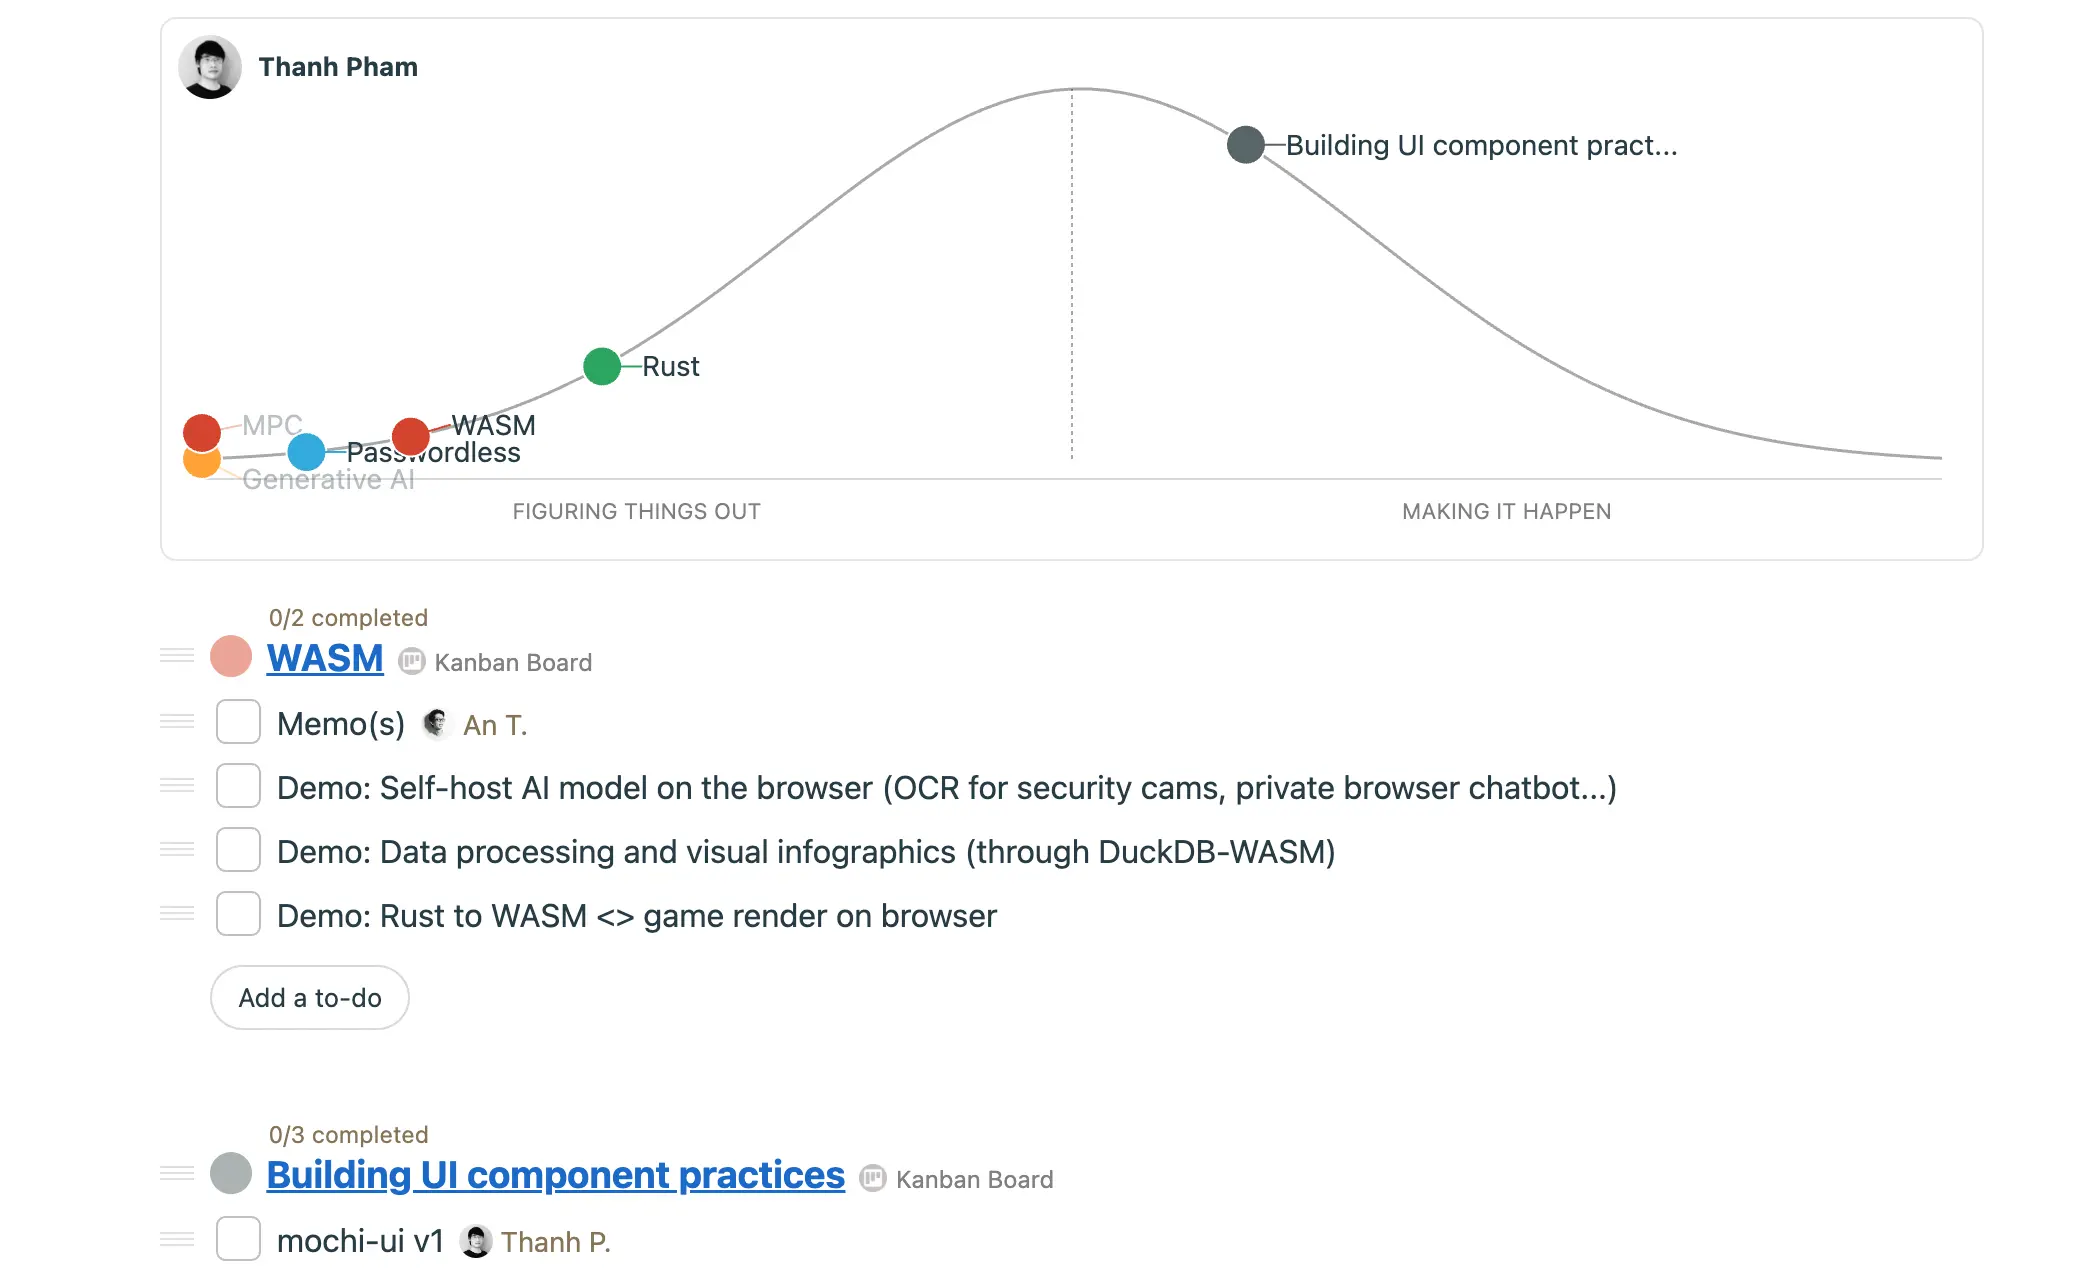 Thanh Pham
Building UI component pract...
Rust
MPC
WASM
Passwordless
Generative AI
FIGURING THINGS OUT
MAKING IT HAPPEN
0/2 completed
WASM Kanban Board
Memo(s) An T.
Demo: Self-host AI model on the browser (OCR for security cams, private browser chatbot...)
Demo: Data processing and visual infographics (through DuckDB-WASM)
Demo: Rust to WASM <> game render on browser
Add a to-do
0/3 completed
Building UI component practices Kanban Board
mochi-ui v1 Thanh P.